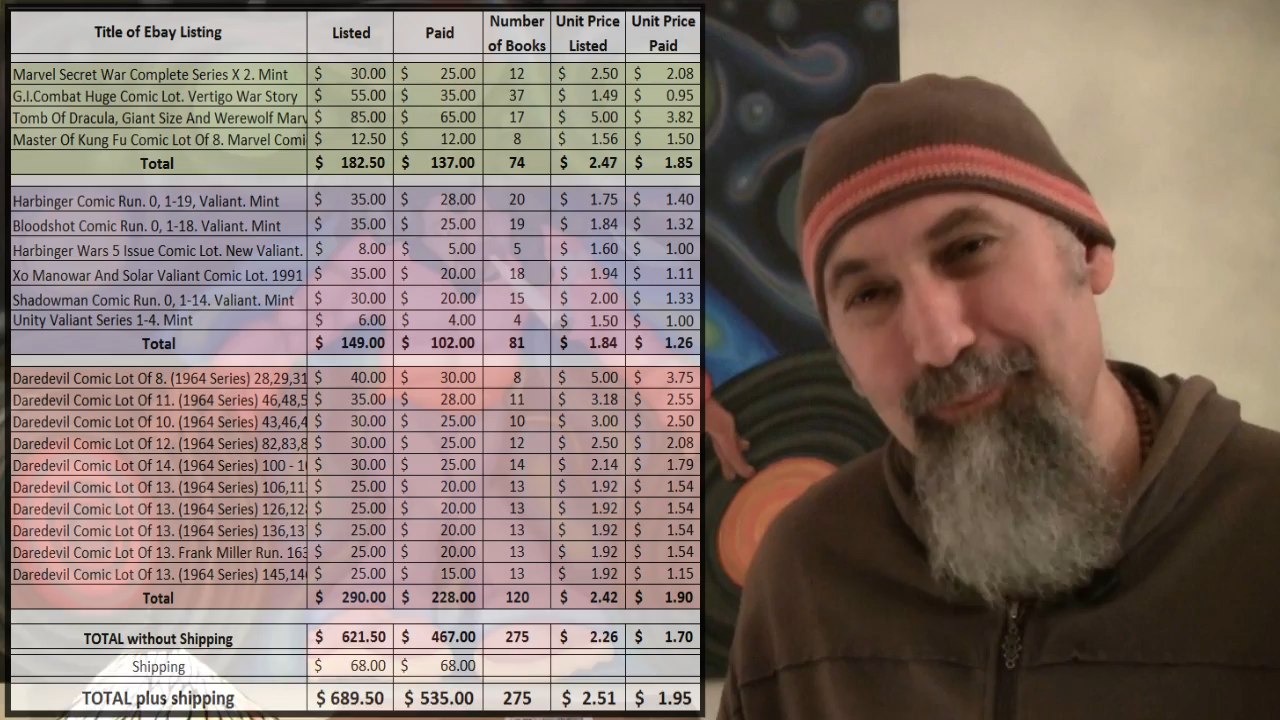 Title of Ebay Listing Listed Paid Number of Books Unit Price Listed Unit Price Paid
Marvel Secret War Complete Series X 2. Mint $ 30.00 $ 25.00 12 $ 2.50 $ 2.08
G.I.Combat Huge Comic Lot. Vertigo War Story $ 55.00 $ 35.00 37 $ 1.49 $ 0.95
Tomb Of Dracula, Giant Size And Werewolf Marv $ 85.00 $ 65.00 17 $ 5.00 $ 3.82
Master Of Kung Fu Comic Lot Of 8. Marvel Comi $ 12.50 $ 12.00 8 $ 1.56 $ 1.50
Total $ 182.50 $ 137.00 74 $ 2.47 $ 1.85
Harbinger Comic Run. 0, 1-19, Valiant. Mint $ 35.00 $ 28.00 20 $ 1.75 $ 1.40
Bloodshot Comic Run. 0, 1-18. Valiant. Mint $ 35.00 $ 25.00 19 $ 1.84 $ 1.32
Harbinger Wars 5 Issue Comic Lot. New Valiant. $ 8.00 $ 5.00 5 $ 1.60 $ 1.00
Xo Manowar And Solar Valiant Comic Lot. 1991 $ 35.00 $ 20.00 18 $ 1.94 $ 1.11
Shadowman Comic Run. 0, 1-14. Valiant. Mint $ 30.00 $ 20.00 15 $ 2.00 $ 1.33
Unity Valiant Series 1-4. Mint $ 6.00 $ 4.00 4 $ 1.50 $ 1.00
Total $ 149.00 $ 102.00 81 $ 1.84 $ 1.26
Daredevil Comic Lot Of 8. (1964 Series) 28,29,31 $ 40.00 $ 30.00 8 $ 5.00 $ 3.75
Daredevil Comic Lot Of 11. (1964 Series) 46,48,5 $ 35.00 $ 28.00 11 $ 3.18 $ 2.55
Daredevil Comic Lot Of 10. (1964 Series) 43,46,4 $ 30.00 $ 25.00 10 $ 3.00 $ 2.50
Daredevil Comic Lot Of 12. (1964 Series) 82,83,8 $ 30.00 $ 25.00 12 $ 2.50 $ 2.08
Daredevil Comic Lot Of 14. (1964 Series) 100 - 10 $ 30.00 $ 25.00 14 $ 2.14 $ 1.79
Daredevil Comic Lot Of 13. (1964 Series) 106,11 $ 25.00 $ 20.00 13 $ 1.92 $ 1.54
Daredevil Comic Lot Of 13. (1964 Series) 126,12 $ 25.00 $ 20.00 13 $ 1.92 $ 1.54
Daredevil Comic Lot Of 13. (1964 Series) 136,13 $ 25.00 $ 20.00 13 $ 1.92 $ 1.54
Daredevil Comic Lot Of 13. Frank Miller Run. 163 $ 25.00 $ 20.00 13 $ 1.92 $ 1.54
Daredevil Comic Lot Of 13. (1964 Series) 145,146 $ 25.00 $ 15.00 13 $ 1.92 $ 1.15
Total $ 290.00 $ 228.00 120 $ 2.42 $ 1.90
TOTAL without Shipping $ 621.50 $ 467.00 275 $ 2.26 $ 1.70
Shipping $ 68.00 $ 68.00
TOTAL plus shipping $ 689.50 $ 535.00 275 $ 2.51 $ 1.95